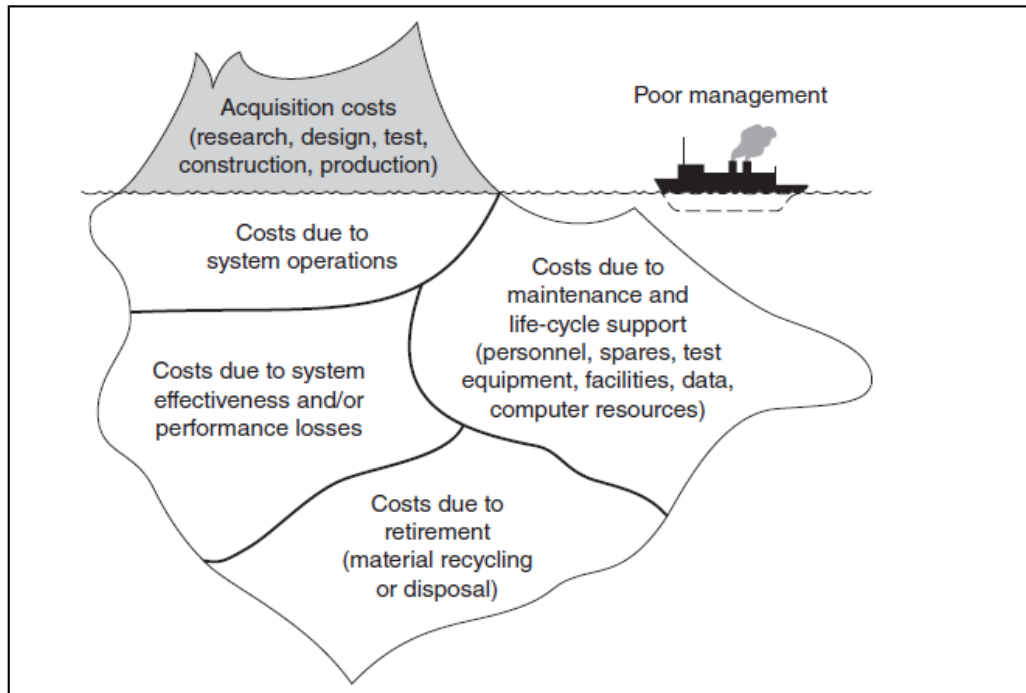 Acquisition costs
(research, design, test,
construction, production)
Poor management
Costs due to
system operations
Costs due to
maintenance and
life-cycle support
(personnel, spares, test
equipment, facilities, data,
computer resources)
Costs due to system
effectiveness and/or
performance losses
Costs due to
retirement
(material recycling
or disposal)